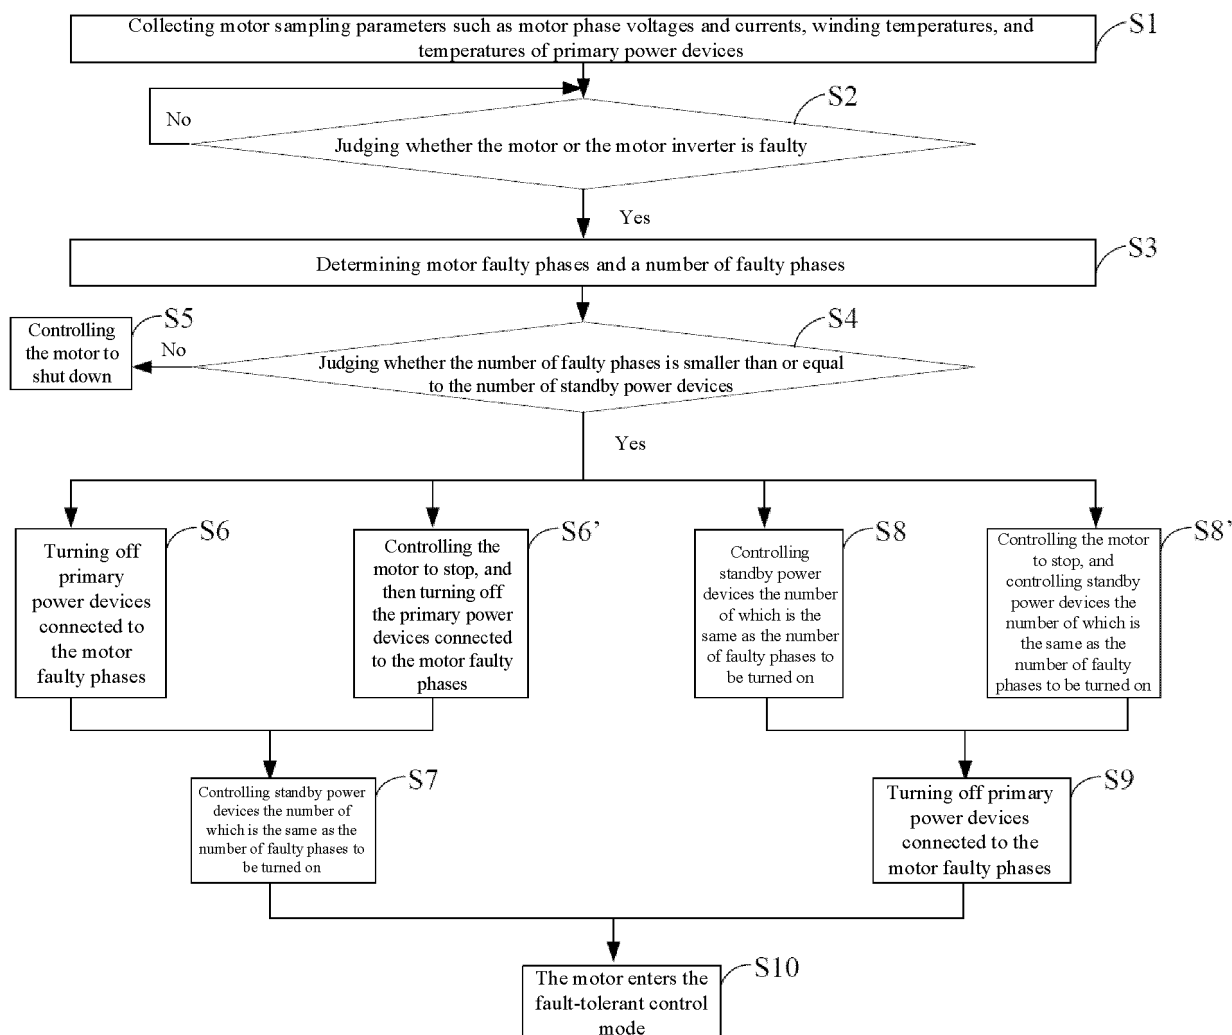 Collecting motor sampling parameters such as motor phase voltages and currents, winding temperatures, and
temperatures of primary power devices
S1
S2
No
Judging whether the motor or the motor inverter is faulty
Yes
S3
Determining motor faulty phases and a number of faulty phases
S5
Controlling
the motor to
shut down
No
S4
Judging whether the number of faulty phases is smaller than or equal
to the number of standby power devices
Yes
S6
Turning off
primary
power devices
connected to
the motor
faulty phases
S6’
Controlling the
motor to stop, and
then turning off
the primary power
devices connected
to the motor faulty
phases
S8
Controlling
standby power
devices the number
of which is the
same as the number
of faulty phases to
be turned on
S8’
Controlling the motor
to stop, and
controlling standby
power devices the
number of which is
the same as the
number of faulty
phases to be turned on
S7
Controlling standby power
devices the number of
which is the same as the
number of faulty phases to
be turned on
S9
Turning off primary
power devices
connected to the
motor faulty phases
S10
The motor enters the
fault-tolerant control
mode